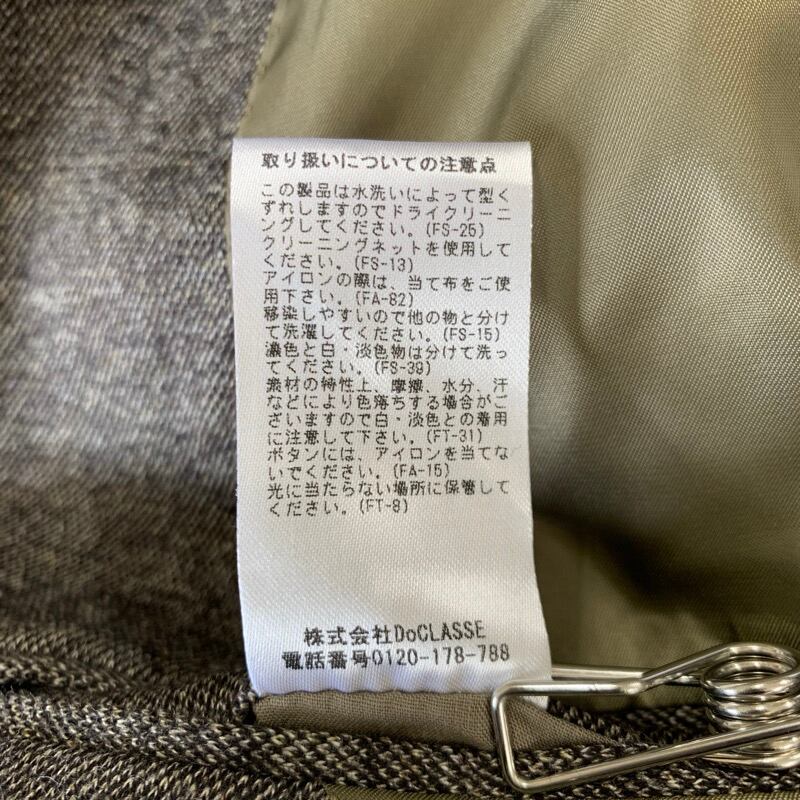 取り扱いについての注意点
この製品は水洗いによって型く
ずれしますのでドライクリーニ
ングしてください。(FS-25)
クリーニングネットを使用して
ください。(FS-13)
アイロンの際は、当て布をご使
用下さい。(FA-82)
移染しやすいので他の物と分け
て洗濯してください。(FS-15)
濃色と白・淡色物は分けて洗っ
てください。(FS-39)
素材の特性上、摩擦、水分、汗
などにより色落ちする場合がご
ざいますので白・淡色との着用
に注意して下さい。(FT-31)
ボタンには、アイロンを当てな
いでください。(FA-15)
光に当たらない場所に保管して
ください。(FT-8)
株式会社DoCLASSE
電話番号0120-178-788